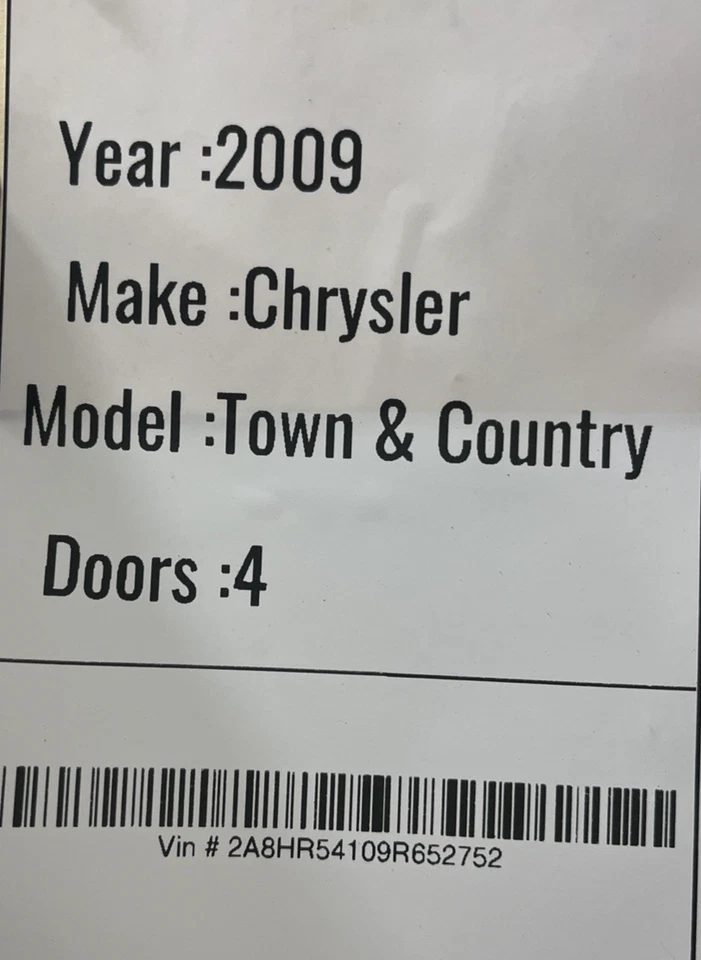 Year :2009
Make :Chrysler
Model :Town & Country
Doors :4
Vin # 2A8HR54109R652752